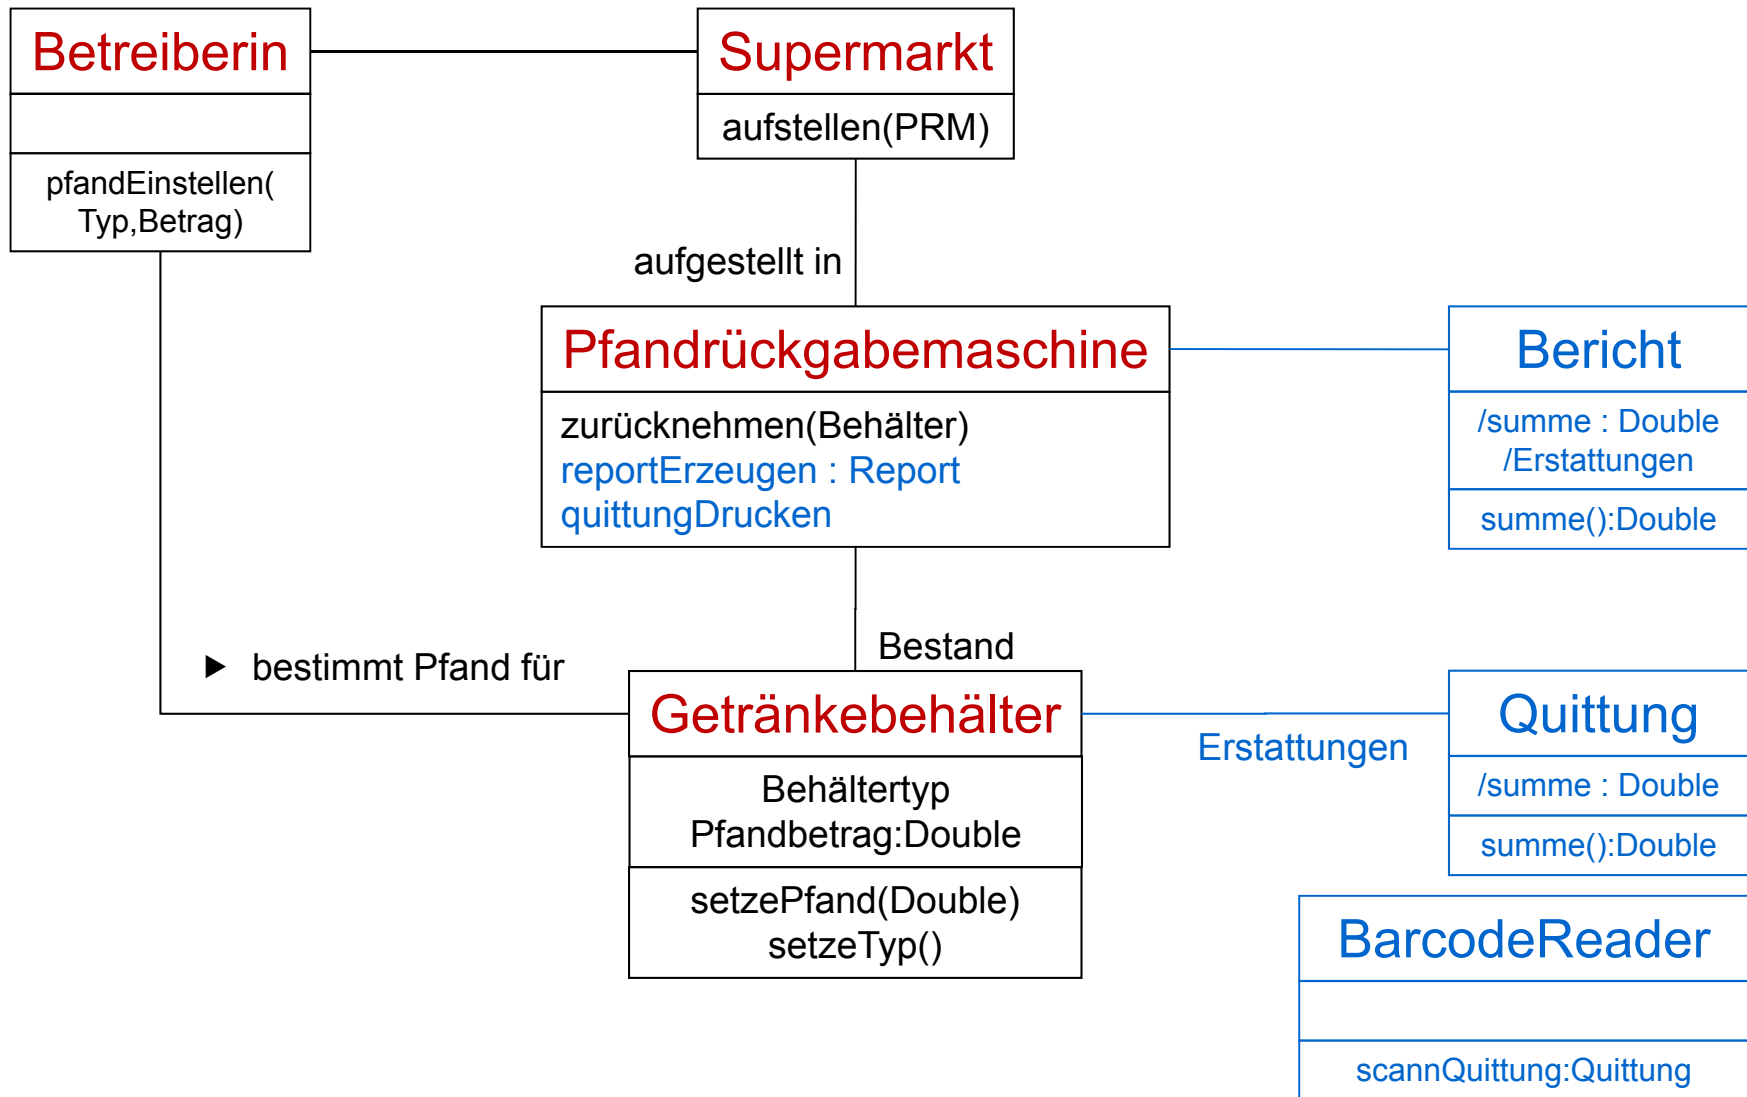 Betreiberin
pfandEinstellen(
Typ,Betrag)
Supermarkt
aufstellen(PRM)
aufgestellt in
Pfandrückgabemaschine
zurücknehmen(Behälter)
reportErzeugen : Report
quittungDrucken
Bericht
/summe : Double
/Erstattungen
summe():Double
Bestand
bestimmt Pfand für
Getränkebehälter
Behältertyp
Pfandbetrag:Double
setzePfand(Double)
setzeTyp()
Erstattungen
Quittung
/summe : Double
summe():Double
BarcodeReader
scannQuittung:Quittung